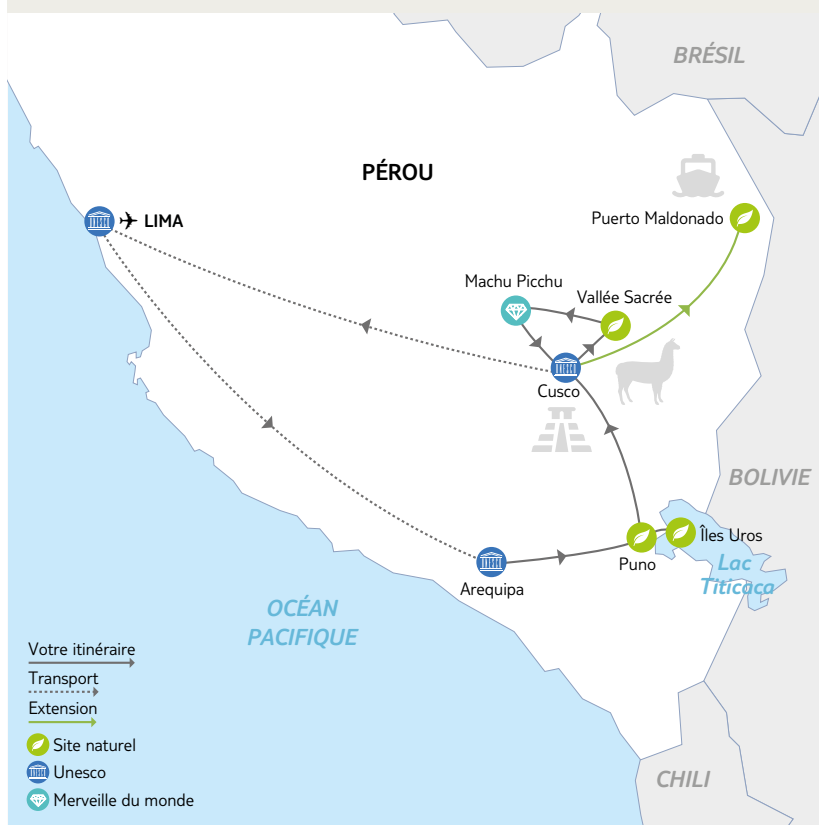 BRÉSIL
PÉROU
LIMA
Puerto Maldonado
Machu Picchu
Vallée Sacrée
Cusco
BOLIVIE
Îles Uros
Puno
Lac
Titicaca
Arequipa
OCÉAN
PACIFIQUE
CHILI
Votre itinéraire
Transport
Extension
Site naturel
Unesco
Merveille du monde